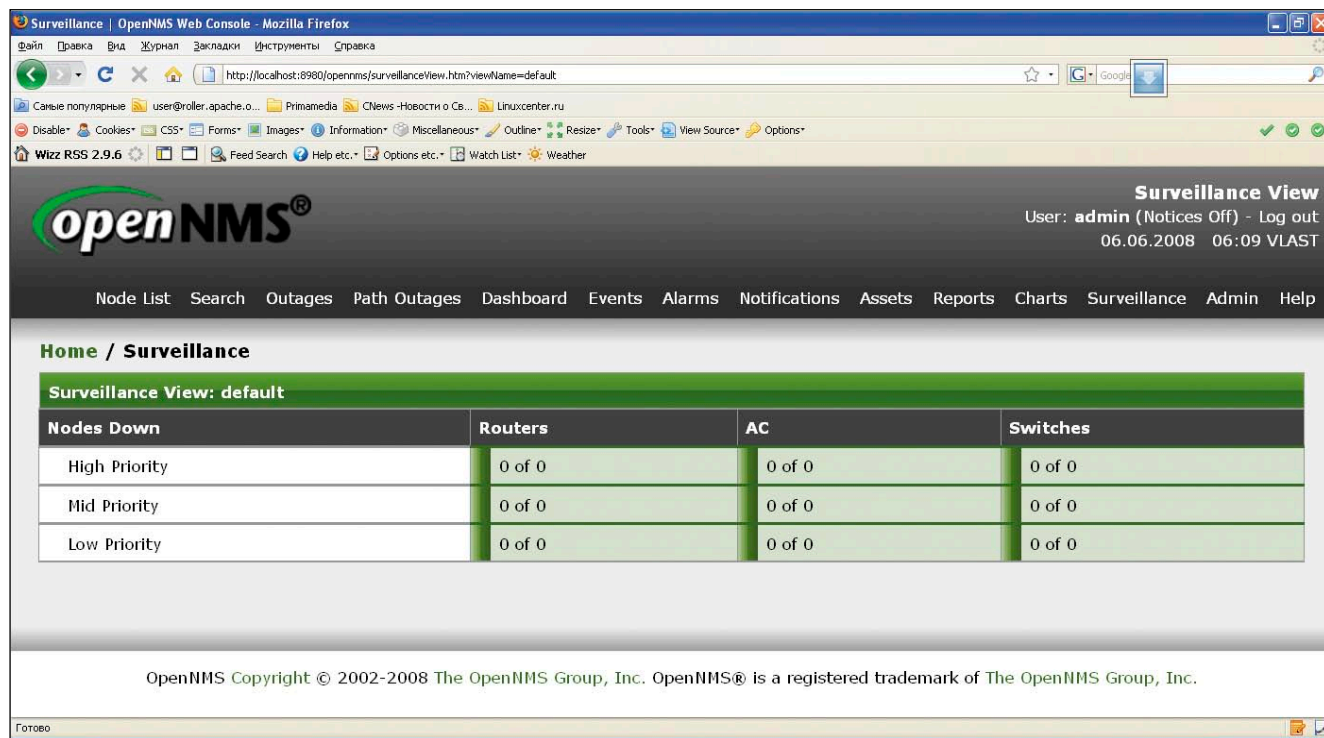 Surveillance | OpenNMS Web Console - Mozilla Firefox
Файл Правка Вид Журнал Закладки Инструменты Справка
http://localhost:8980/opennms/surveillanceView.htm?viewName=default
G Google
Самые популярные user@roller.apache.o... Primamedia CNews -Новости о Св... Linuxcenter.ru
Disable Cookies CSS Forms Images Information Miscellaneous Outline Resize Tools View Source Options
Wizz RSS 2.9.6 Feed Search Help etc. Options etc. Watch List Weather
openNMS®
Surveillance View
User: admin (Notices Off) - Log out
06.06.2008 06:09 VLAST
Node List Search Outages Path Outages Dashboard Events Alarms Notifications Assets Reports Charts Surveillance Admin Help
Home / Surveillance
Surveillance View: default
Nodes Down Routers AC Switches
High Priority 0 of 0 0 of 0 0 of 0
Mid Priority 0 of 0 0 of 0 0 of 0
Low Priority 0 of 0 0 of 0 0 of 0
OpenNMS Copyright © 2002-2008 The OpenNMS Group, Inc. OpenNMS® is a registered trademark of The OpenNMS Group, Inc.
Готово